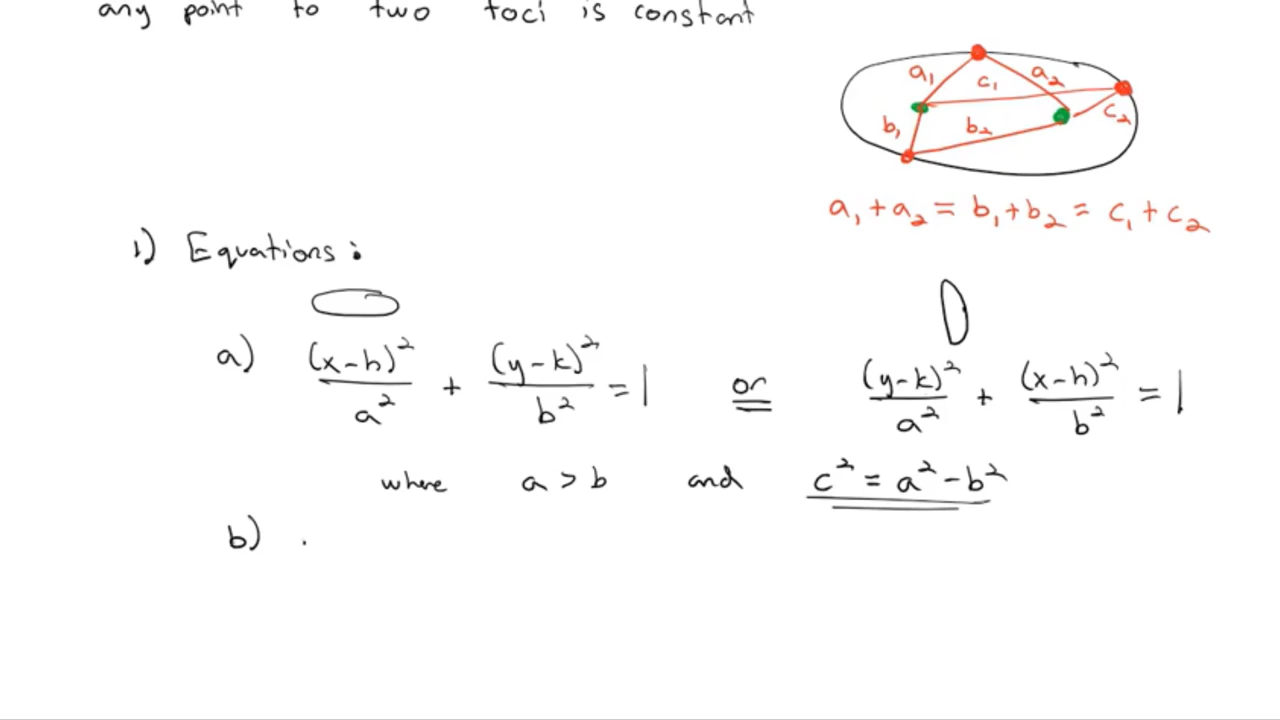 any point to two foci is constant
a₁ a₂ c₁ c₂ b₁ b₂
a₁ + a₂ = b₁ + b₂ = c₁ + c₂
1) Equations:
a) (x-h)²/a² + (y-k)²/b² = 1 or (y-k)²/a² + (x-h)²/b² = 1
where a > b and c² = a² - b²
b) .